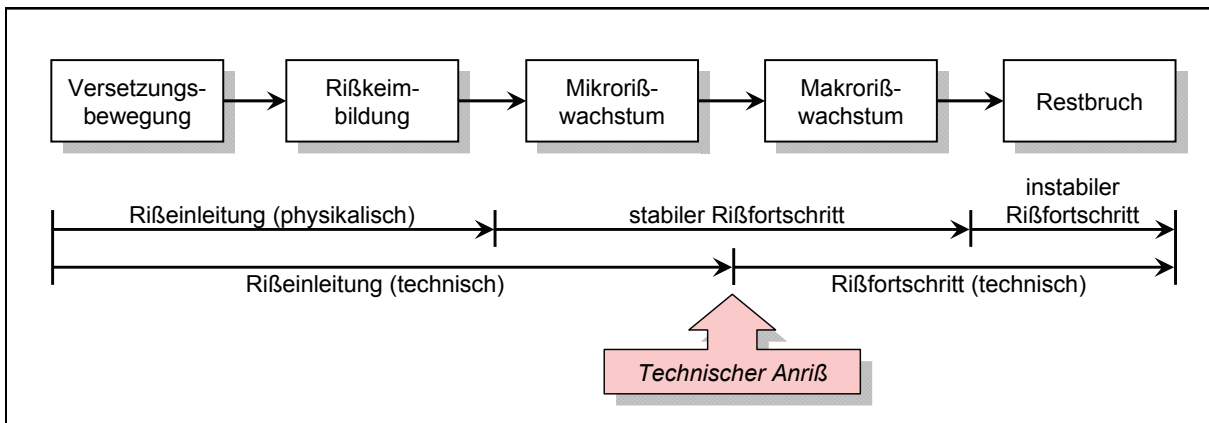 Versetzungs-
bewegung
Rißkeim-
bildung
Mikroriß-
wachstum
Makroriß-
wachstum
Restbruch
Rißeinleitung (physikalisch)
stabiler Rißfortschritt
instabiler
Rißfortschritt
Rißeinleitung (technisch)
Rißfortschritt (technisch)
Technischer Anriß